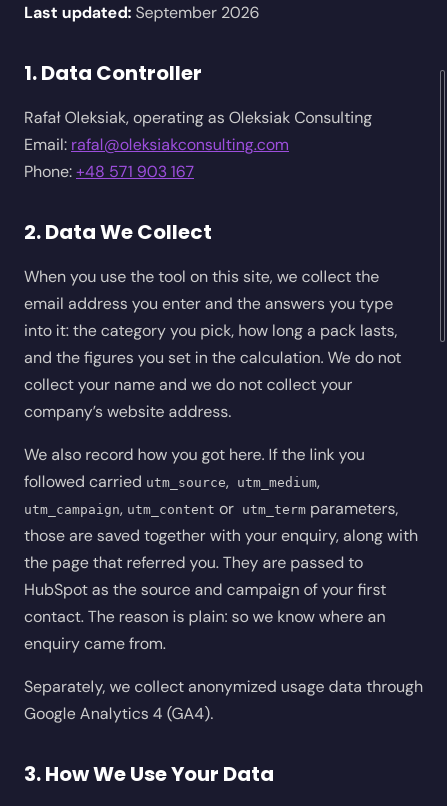 Last updated: September 2026
1. Data Controller
Rafał Oleksiak, operating as Oleksiak Consulting
Email: rafal@oleksiakconsulting.com
Phone: +48 571 903 167
2. Data We Collect
When you use the tool on this site, we collect the
email address you enter and the answers you type
into it: the category you pick, how long a pack lasts,
and the figures you set in the calculation. We do not
collect your name and we do not collect your
company’s website address.
We also record how you got here. If the link you
followed carried utm_source, utm_medium,
utm_campaign, utm_content or utm_term parameters,
those are saved together with your enquiry, along with
the page that referred you. They are passed to
HubSpot as the source and campaign of your first
contact. The reason is plain: so we know where an
enquiry came from.
Separately, we collect anonymized usage data through
Google Analytics 4 (GA4).
3. How We Use Your Data